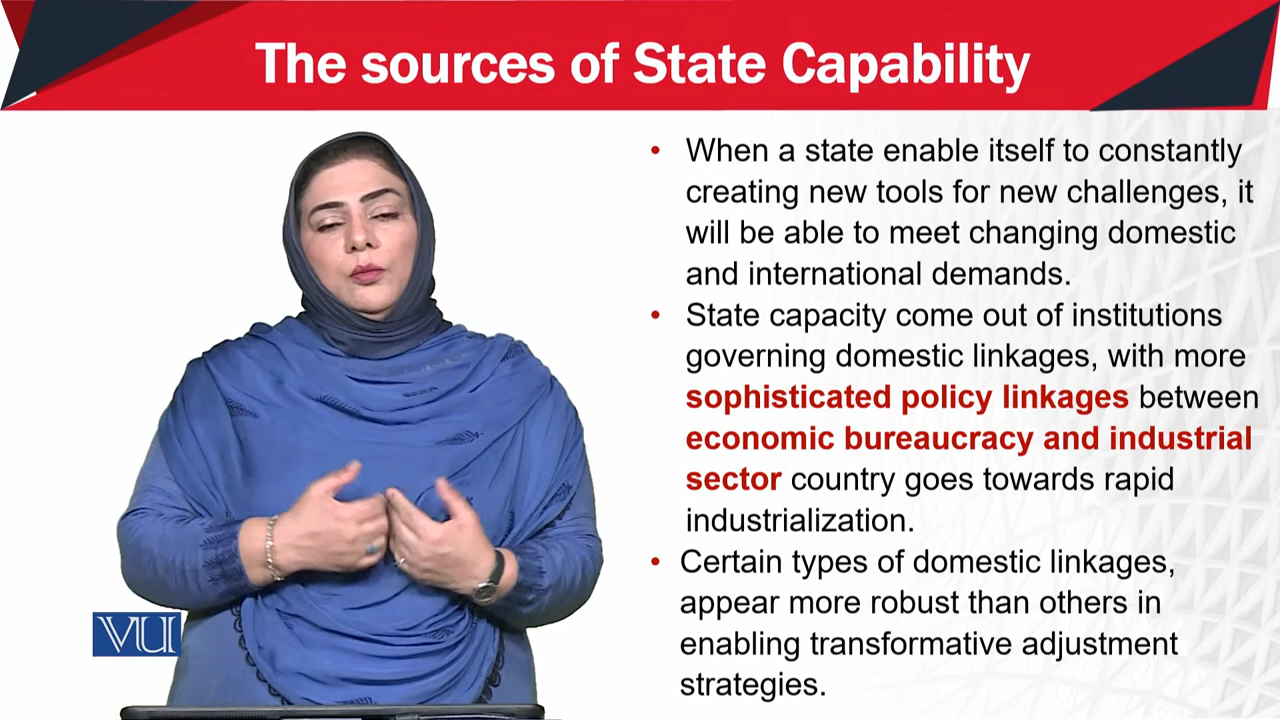 The sources of State Capability
• When a state enable itself to constantly
creating new tools for new challenges, it
will be able to meet changing domestic
and international demands.
• State capacity come out of institutions
governing domestic linkages, with more
sophisticated policy linkages between
economic bureaucracy and industrial
sector country goes towards rapid
industrialization.
• Certain types of domestic linkages,
appear more robust than others in
enabling transformative adjustment
strategies.
VU